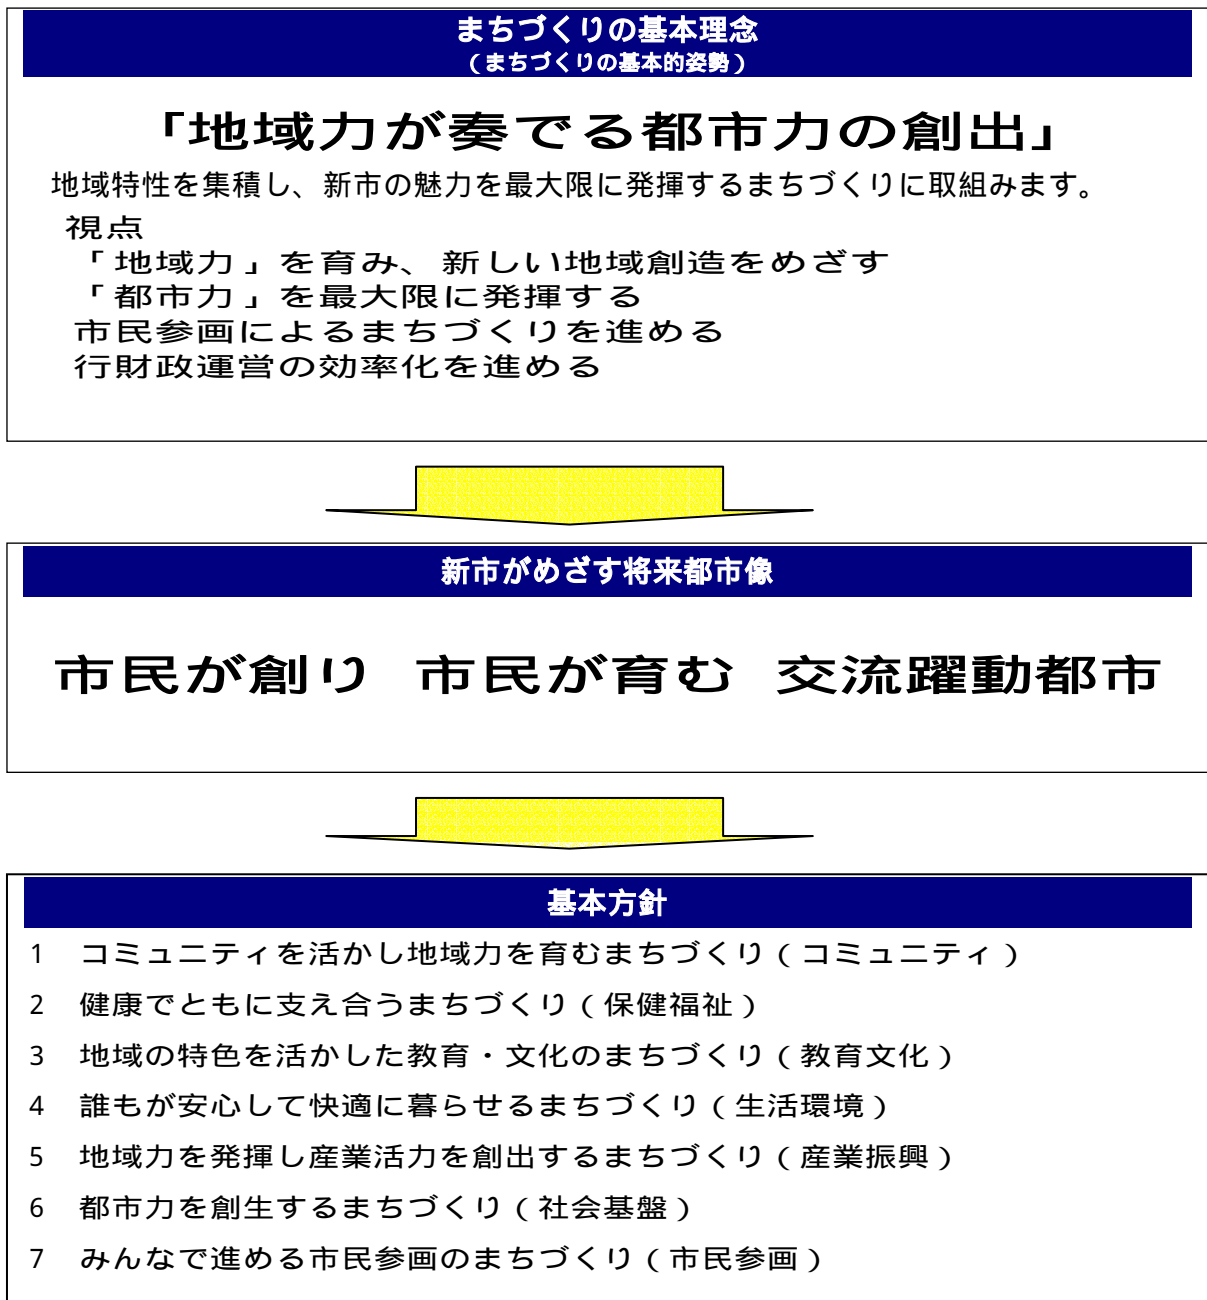 まちづくりの基本理念
（まちづくりの基本的姿勢）
「地域力が奏でる都市力の創出」
地域特性を集積し、新市の魅力を最大限に発揮するまちづくりに取組みます。
視点
「地域力」を育み、新しい地域創造をめざす
「都市力」を最大限に発揮する
市民参画によるまちづくりを進める
行財政運営の効率化を進める
新市がめざす将来都市像
市民が創り 市民が育む 交流躍動都市
基本方針
1 コミュニティを活かし地域力を育むまちづくり（コミュニティ）
2 健康でともに支え合うまちづくり（保健福祉）
3 地域の特色を活かした教育・文化のまちづくり（教育文化）
4 誰もが安心して快適に暮らせるまちづくり（生活環境）
5 地域力を発揮し産業活力を創出するまちづくり（産業振興）
6 都市力を創生するまちづくり（社会基盤）
7 みんなで進める市民参画のまちづくり（市民参画）